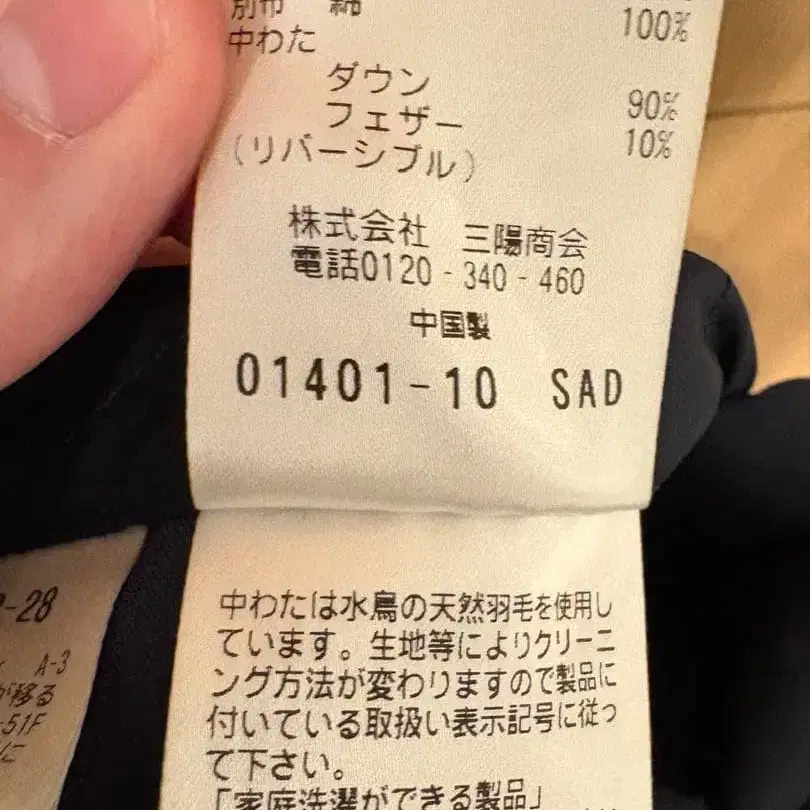 別布 綿 100%
中わた
ダウン 90%
フェザー 10%
(リバーシブル)
株式会社 三陽商会
電話0120-340-460
中国製
01401-10 SAD
中わたは水鳥の天然羽毛を使用し
ています。生地等によりクリーニ
ング方法が変わりますので製品に
付いている取扱い表示記号に従っ
て下さい。
「家庭洗濯ができる製品」
-28
A-3
が移る
-51F
に